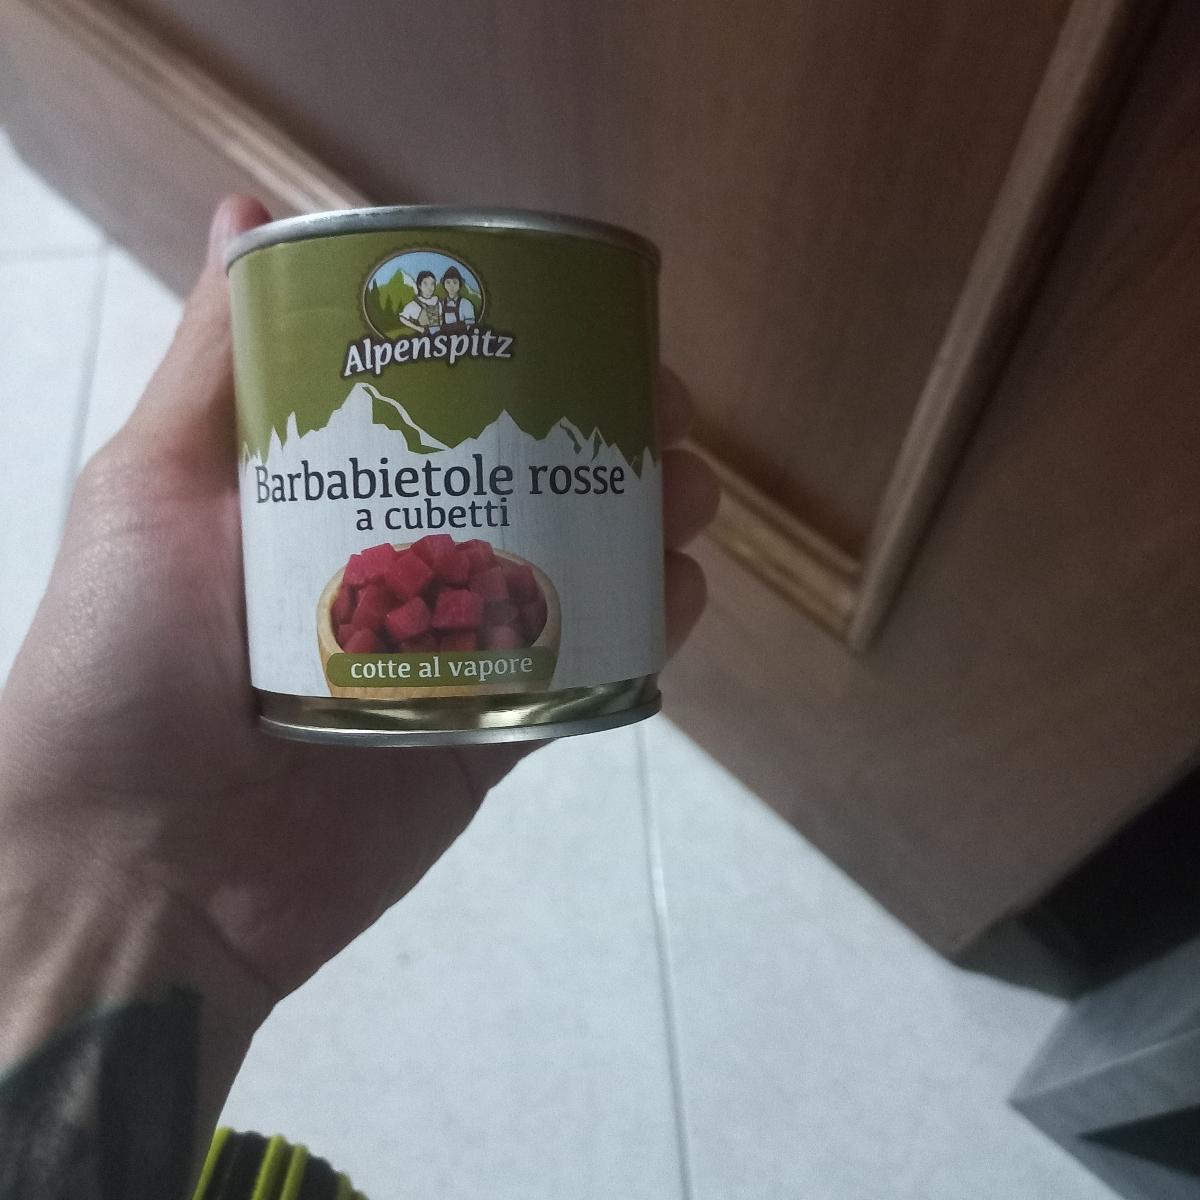 Alpenspitz
Barbabietole rosse
a cubetti
cotte al vapore